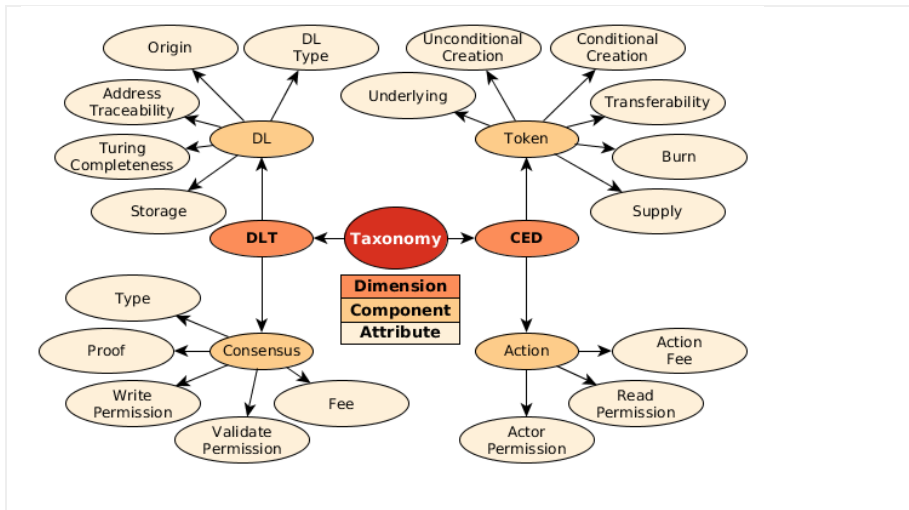 Origin
DL
Type
Address
Traceability
DL
Turing
Completeness
Storage
Unconditional
Creation
Conditional
Creation
Underlying
Transferability
Token
Burn
Supply
DLT
Taxonomy
CED
Dimension
Component
Attribute
Type
Proof
Consensus
Write
Permission
Validate
Permission
Fee
Action
Action
Fee
Read
Permission
Actor
Permission